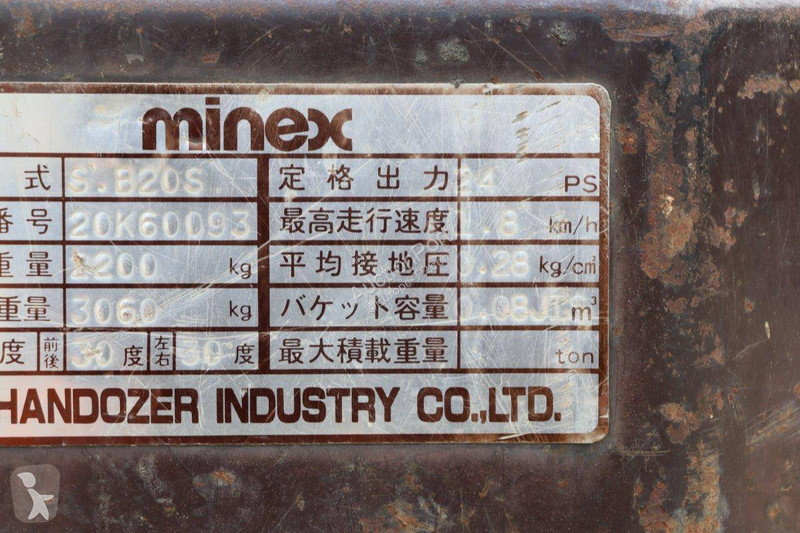 minex
式 S.B20S 定格出力 24 PS
番号 20K60093 最高走行速度 1.8 km/h
重量 2200 kg 平均接地圧 0.28 kg/cm²
重量 3060 kg バケット容量 0.08 m³
度 前後 30 度 左右 30 度 最大積載重量 ton
HANDOZER INDUSTRY CO.,LTD.